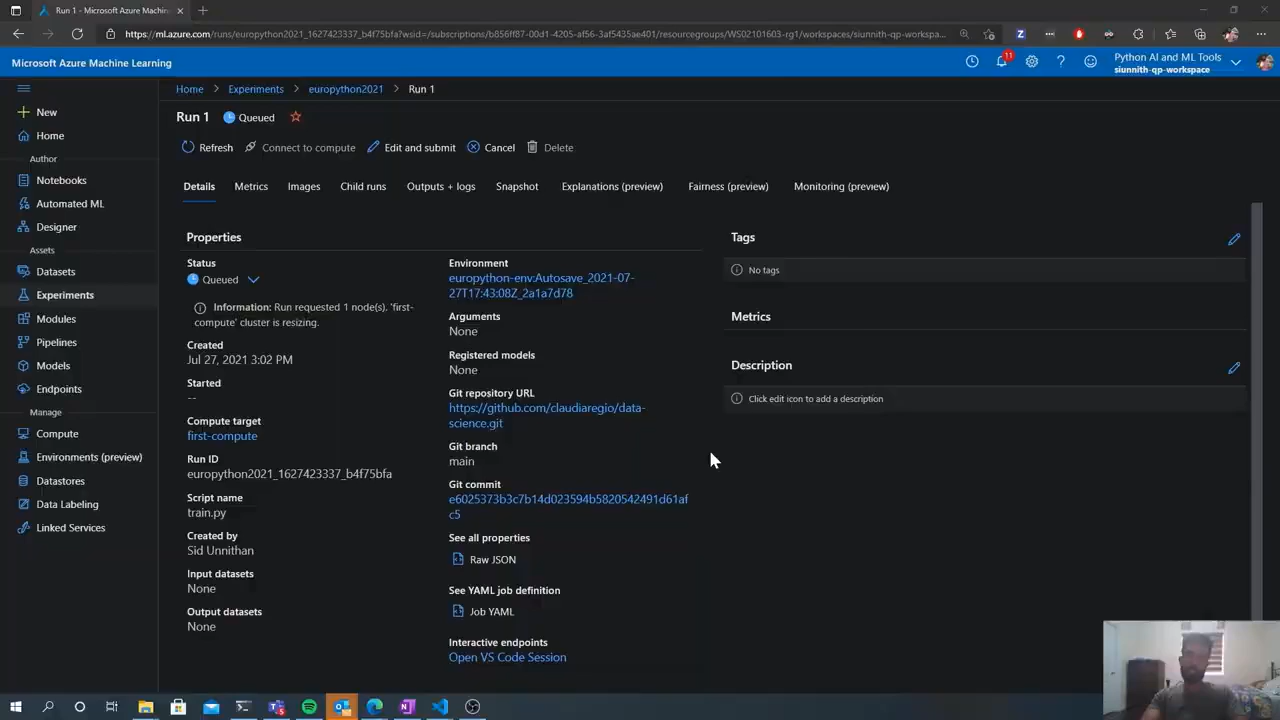 Run 1 - Microsoft Azure Machin
https://ml.azure.com/runs/europython2021_1627423337_b4f75bfa?wsid=/subscriptions/b856ff87-00d1-4205-af56-3af5435ae401/resourcegroups/WS02101603-rg1/workspaces/siunnith-qp-workspa...
Microsoft Azure Machine Learning
11
Python AI and ML Tools
siunnith-qp-workspace
New
Home
Author
Notebooks
Automated ML
Designer
Assets
Datasets
Experiments
Modules
Pipelines
Models
Endpoints
Manage
Compute
Environments (preview)
Datastores
Data Labeling
Linked Services
Home > Experiments > europython2021 > Run 1
Run 1 Queued
Refresh Connect to compute Edit and submit Cancel Delete
Details Metrics Images Child runs Outputs + logs Snapshot Explanations (preview) Fairness (preview) Monitoring (preview)
Properties
Status
Queued
Information: Run requested 1 node(s). 'first-
compute' cluster is resizing.
Created
Jul 27, 2021 3:02 PM
Started
--
Compute target
first-compute
Run ID
europython2021_1627423337_b4f75bfa
Script name
train.py
Created by
Sid Unnithan
Input datasets
None
Output datasets
None
Environment
europython-env:Autosave_2021-07-
27T17:43:08Z_2a1a7d78
Arguments
None
Registered models
None
Git repository URL
https://github.com/claudiaregio/data-
science.git
Git branch
main
Git commit
e6025373b3c7b14d023594b5820542491d61af
c5
See all properties
Raw JSON
See YAML job definition
Job YAML
Interactive endpoints
Open VS Code Session
Tags
No tags
Metrics
Description
Click edit icon to add a description